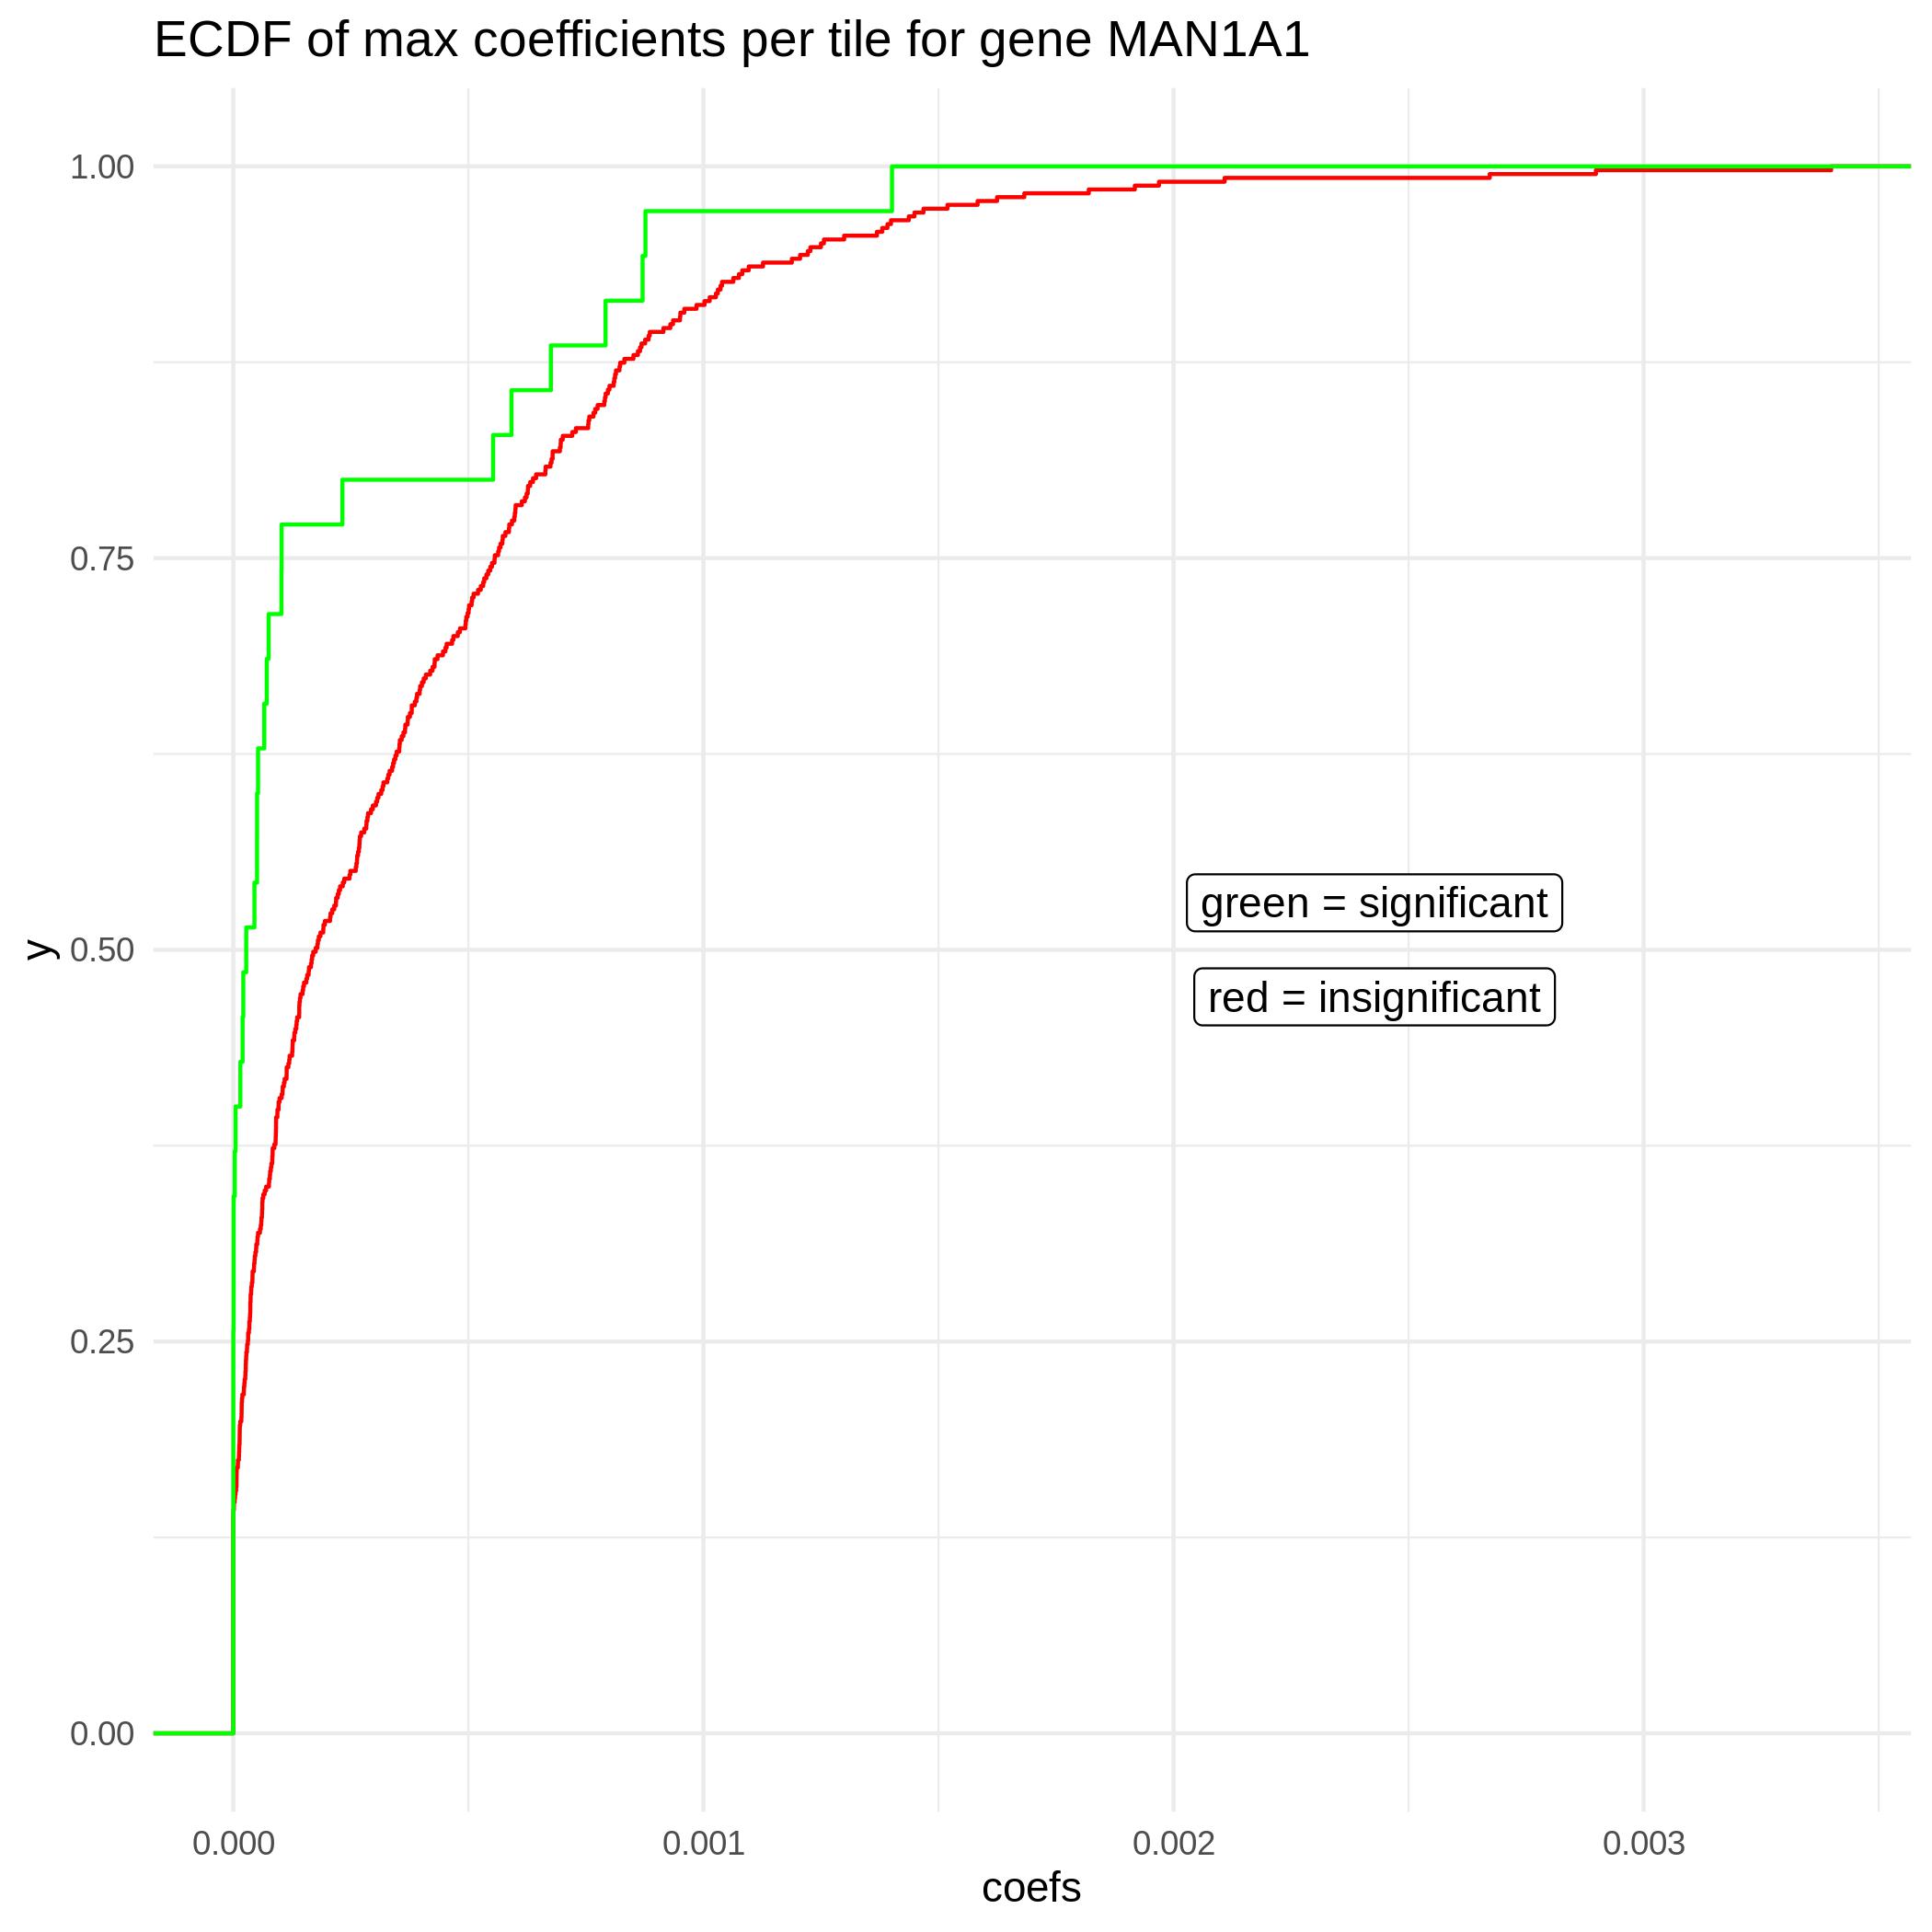 ECDF of max coefficients per tile for gene MAN1A1
1.00
0.75
0.50
0.25
0.00
y
green = significant
red = insignificant
0.000 0.001 0.002 0.003
coefs